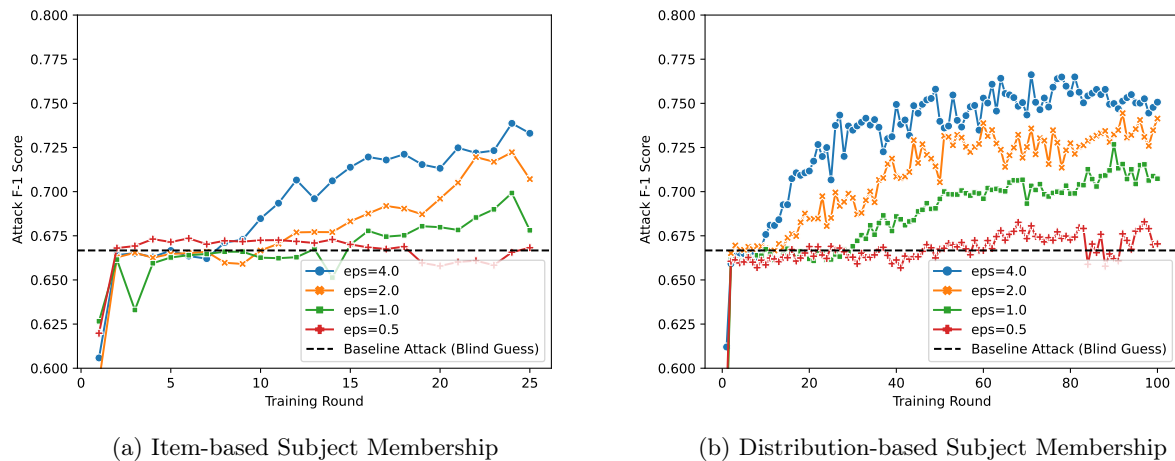 0.800
0.775
0.750
0.725
0.700
0.675
0.650
0.625
0.600
Attack F-1 Score
0 5 10 15 20 25
Training Round
eps=4.0
eps=2.0
eps=1.0
eps=0.5
Baseline Attack (Blind Guess)
(a) Item-based Subject Membership
0.800
0.775
0.750
0.725
0.700
0.675
0.650
0.625
0.600
Attack F-1 Score
0 20 40 60 80 100
Training Round
eps=4.0
eps=2.0
eps=1.0
eps=0.5
Baseline Attack (Blind Guess)
(b) Distribution-based Subject Membership